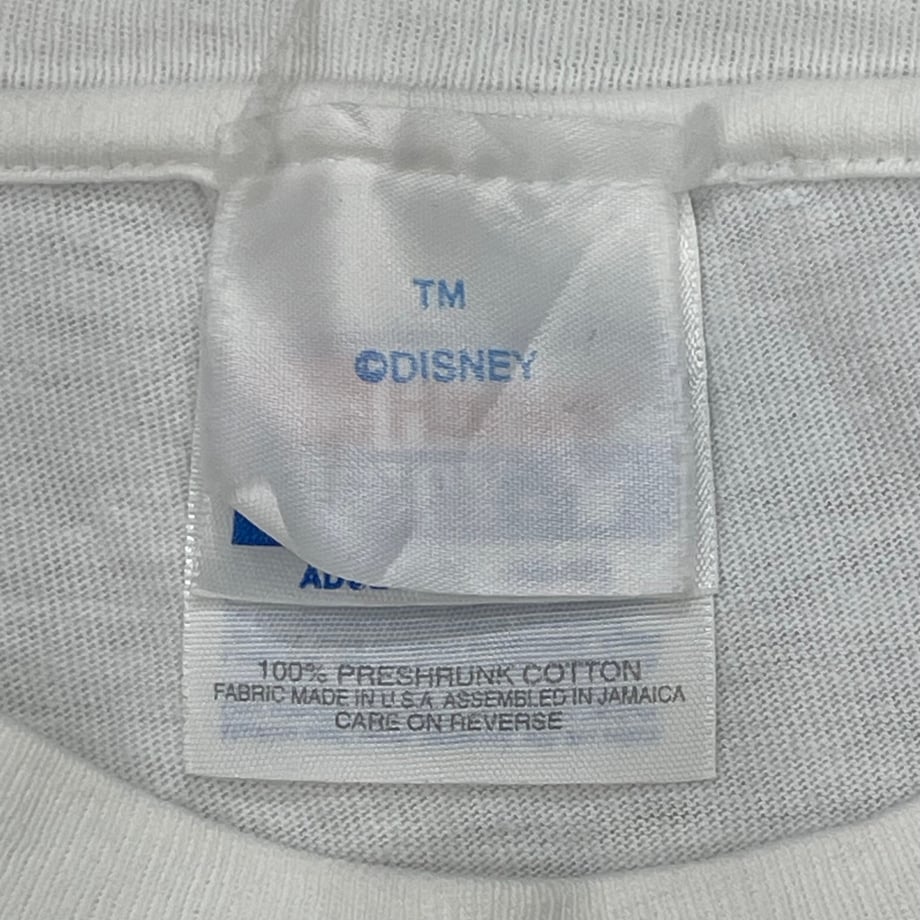 TM
©DISNEY
100% PRESHRUNK COTTON
FABRIC MADE IN U.S.A. ASSEMBLED IN JAMAICA
CARE ON REVERSE